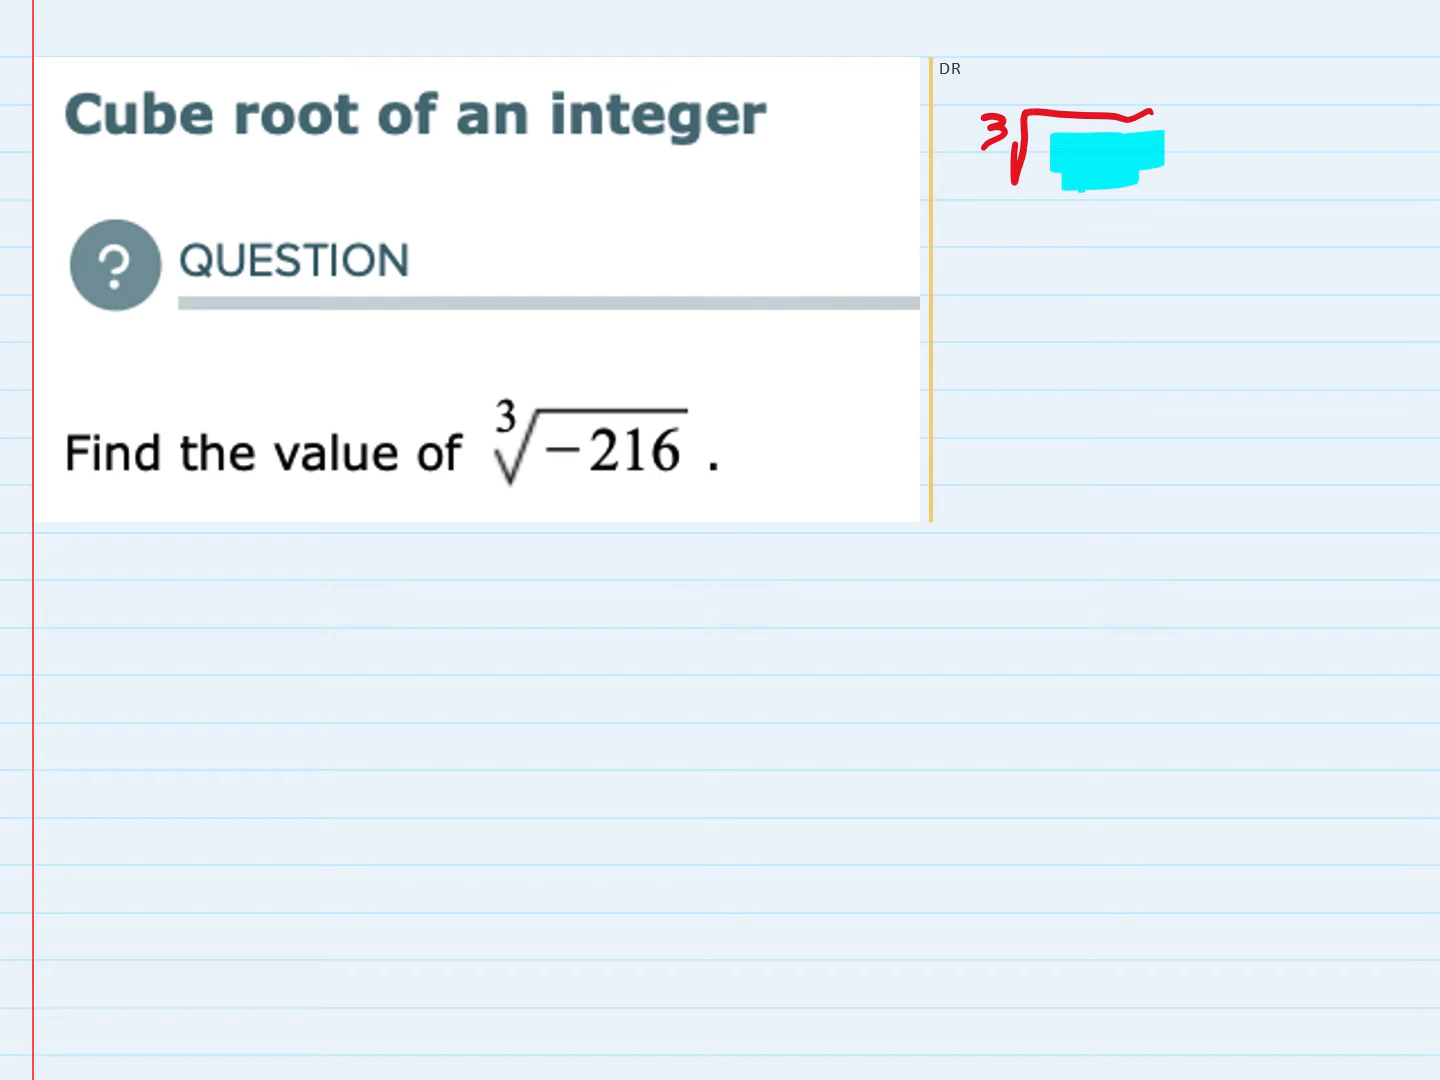 Cube root of an integer
DR
3√
? QUESTION
Find the value of ∛-216 .